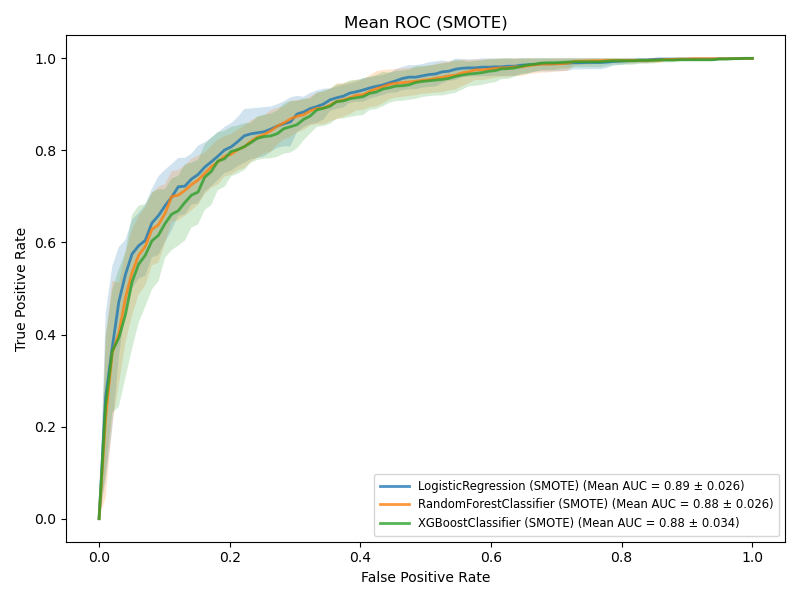 Mean ROC (SMOTE)
True Positive Rate
1.0
0.8
0.6
0.4
0.2
0.0
LogisticRegression (SMOTE) (Mean AUC = 0.89 ± 0.026)
RandomForestClassifier (SMOTE) (Mean AUC = 0.88 ± 0.026)
XGBoostClassifier (SMOTE) (Mean AUC = 0.88 ± 0.034)
0.0 0.2 0.4 0.6 0.8 1.0
False Positive Rate